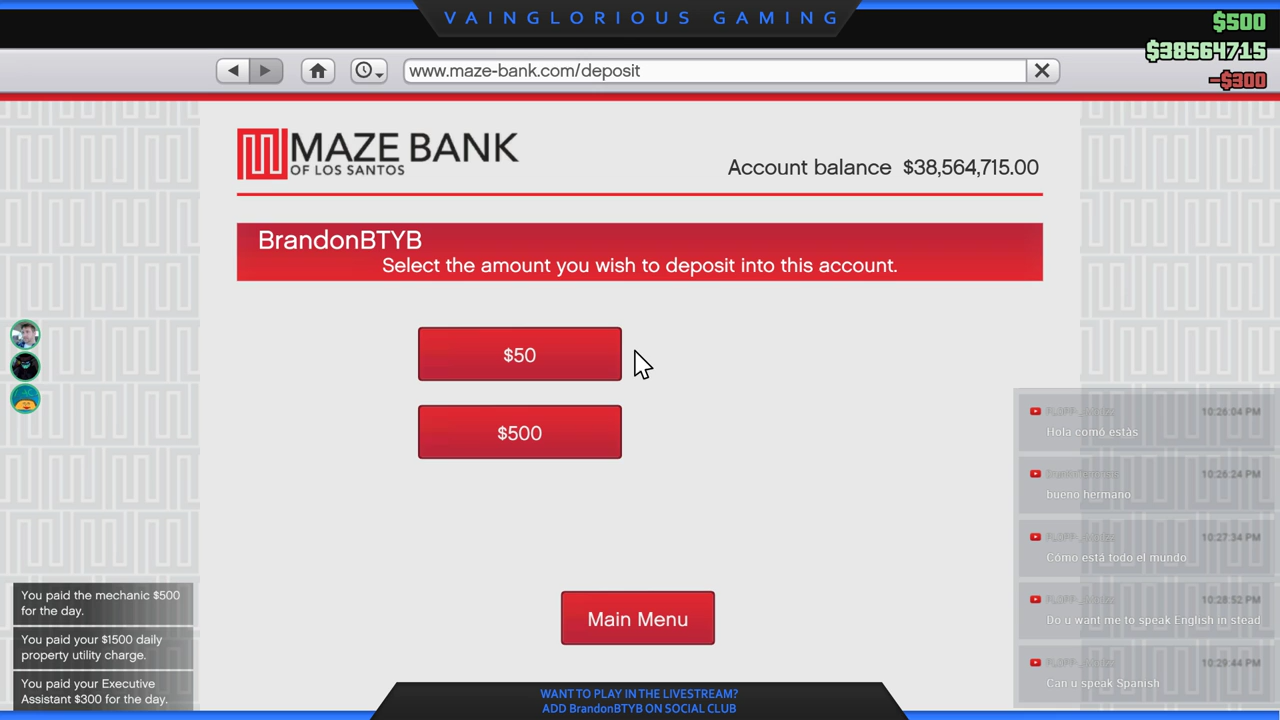 VAINGLORIOUS GAMING
$500
$38564715
-$300
www.maze-bank.com/deposit
MAZE BANK
OF LOS SANTOS
Account balance $38,564,715.00
BrandonBTYB
Select the amount you wish to deposit into this account.
$50
$500
Main Menu
10:26:04 PM
Hola comó estás
10:26:24 PM
bueno hermano
10:27:34 PM
Cómo está todo el mundo
10:28:52 PM
Do u want me to speak English in stead
10:29:44 PM
Can u speak Spanish
You paid the mechanic $500
for the day.
You paid your $1500 daily
property utility charge.
You paid your Executive
Assistant $300 for the day.
WANT TO PLAY IN THE LIVESTREAM?
ADD BrandonBTYB ON SOCIAL CLUB